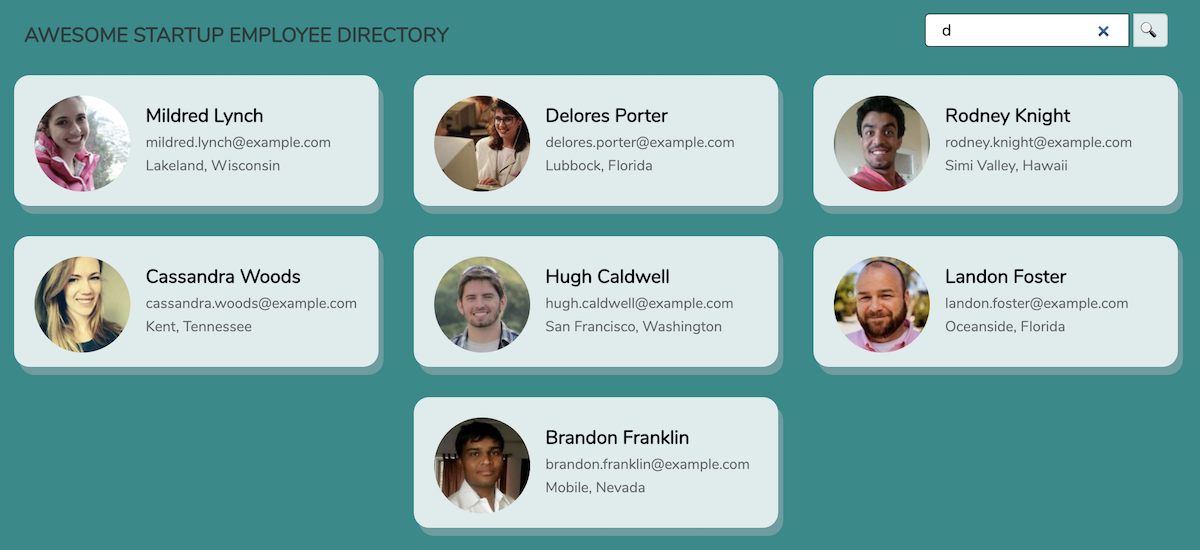 AWESOME STARTUP EMPLOYEE DIRECTORY
d
Mildred Lynch
mildred.lynch@example.com
Lakeland, Wisconsin
Delores Porter
delores.porter@example.com
Lubbock, Florida
Rodney Knight
rodney.knight@example.com
Simi Valley, Hawaii
Cassandra Woods
cassandra.woods@example.com
Kent, Tennessee
Hugh Caldwell
hugh.caldwell@example.com
San Francisco, Washington
Landon Foster
landon.foster@example.com
Oceanside, Florida
Brandon Franklin
brandon.franklin@example.com
Mobile, Nevada